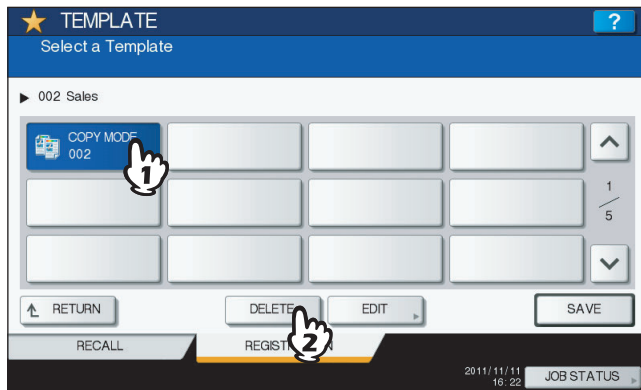 TEMPLATE
?
Select a Template
002 Sales
COPY MODE
002
1
1
5
RETURN
DELETE
EDIT
SAVE
2
RECALL
2011/11/11
16:22
JOB STATUS